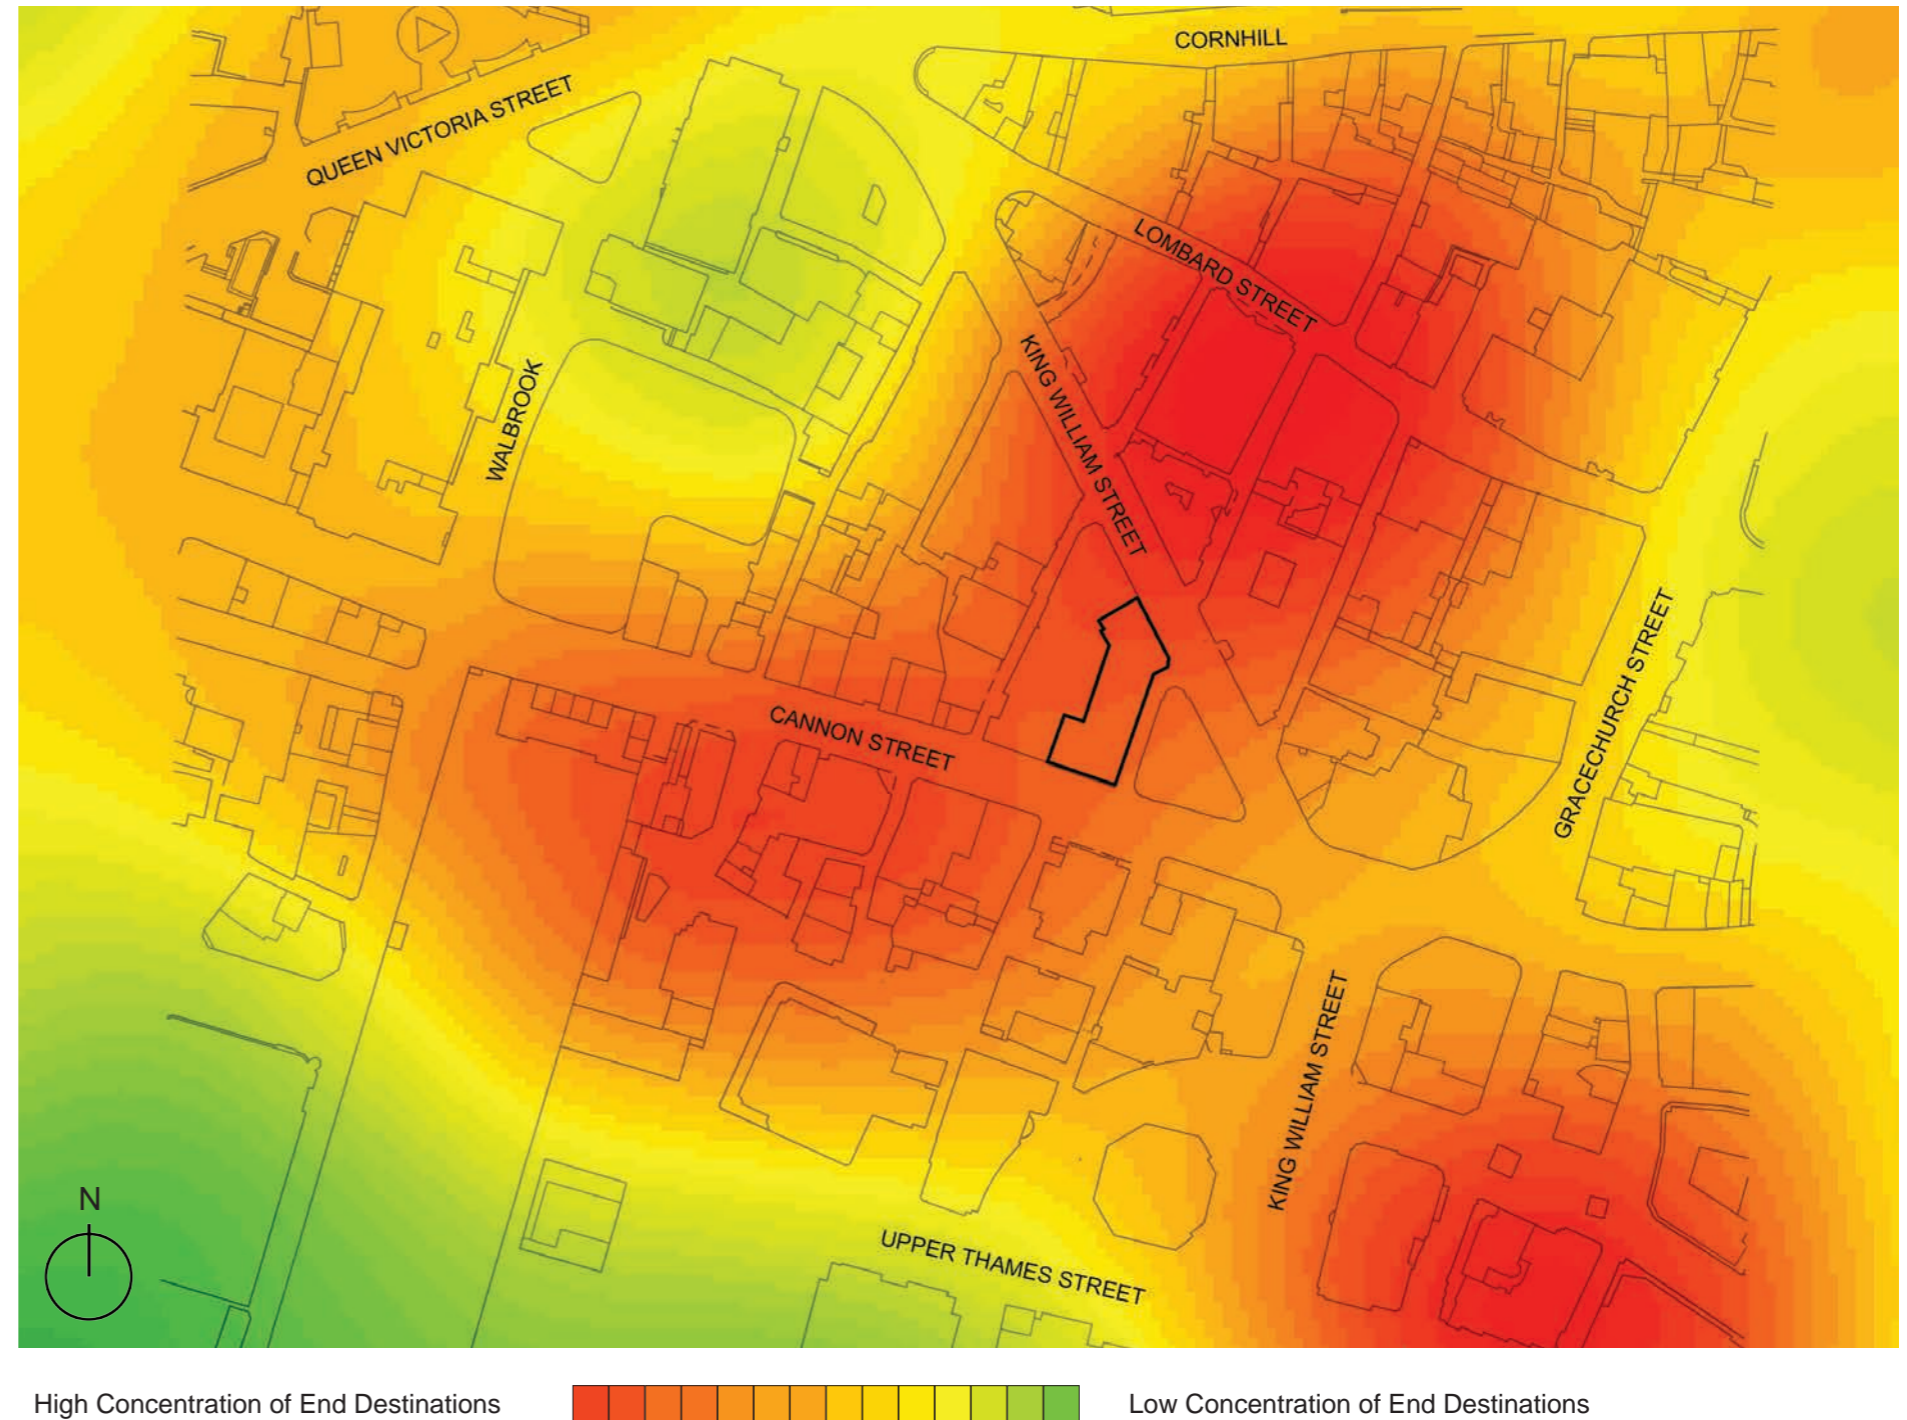 CORNHILL
QUEEN VICTORIA STREET
LOMBARD STREET
KING WILLIAM STREET
WALBROOK
GRACECHURCH STREET
CANNON STREET
KING WILLIAM STREET
N
UPPER THAMES STREET
High Concentration of End Destinations
Low Concentration of End Destinations